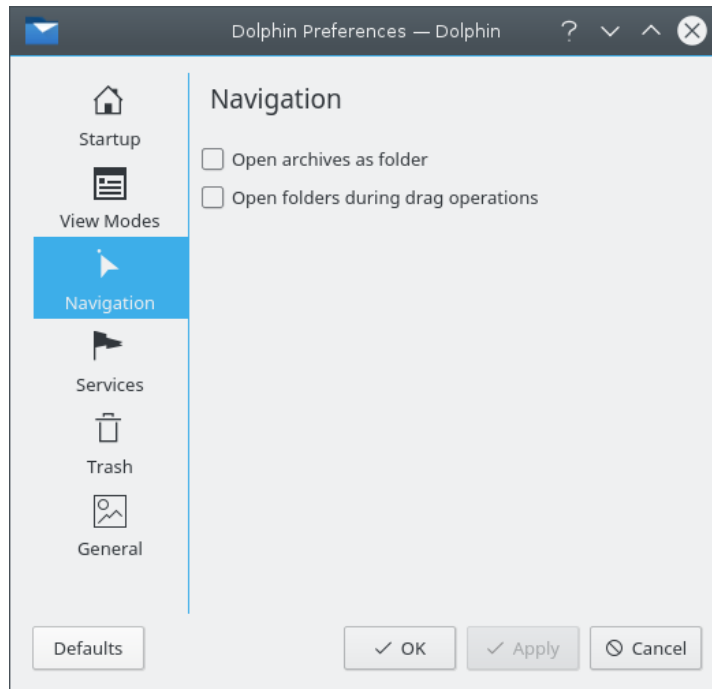 Dolphin Preferences — Dolphin
Startup
View Modes
Navigation
Services
Trash
General
Navigation
Open archives as folder
Open folders during drag operations
Defaults
OK
Apply
Cancel